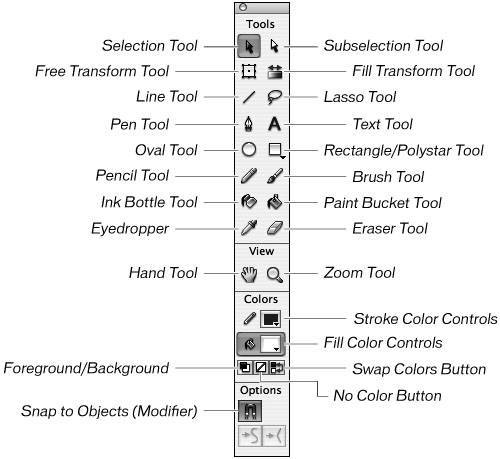 Tools
Selection Tool
Subselection Tool
Free Transform Tool
Fill Transform Tool
Line Tool
Lasso Tool
Pen Tool
A
Text Tool
Oval Tool
Rectangle/Polystar Tool
Pencil Tool
Brush Tool
Ink Bottle Tool
Paint Bucket Tool
Eyedropper
Eraser Tool
View
Hand Tool
Zoom Tool
Colors
Stroke Color Controls
Fill Color Controls
Foreground/Background
Swap Colors Button
No Color Button
Options
Snap to Objects (Modifier)